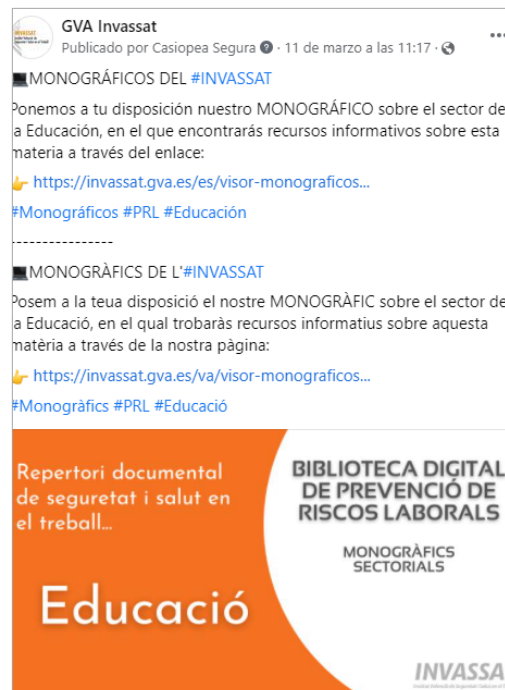 GVA Invassat
Publicado por Casiopea Segura · 11 de marzo a las 11:17 ·
MONOGRÁFICOS DEL #INVASSAT
Ponemos a tu disposición nuestro MONOGRÁFICO sobre el sector de
la Educación, en el que encontrarás recursos informativos sobre esta
materia a través del enlace:
https://invassat.gva.es/es/visor-monograficos...
#Monográficos #PRL #Educación
----------------
MONOGRÀFICS DE L'#INVASSAT
Posem a la teua disposició el nostre MONOGRÀFIC sobre el sector de
la Educació, en el qual trobaràs recursos informatius sobre aquesta
matèria a través de la nostra pàgina:
https://invassat.gva.es/va/visor-monograficos...
#Monogràfics #PRL #Educació
Repertori documental
de seguretat i salut en
el treball...
Educació
BIBLIOTECA DIGITAL
DE PREVENCIÓ DE
RISCOS LABORALS
MONOGRÀFICS
SECTORIALS
INVASSA